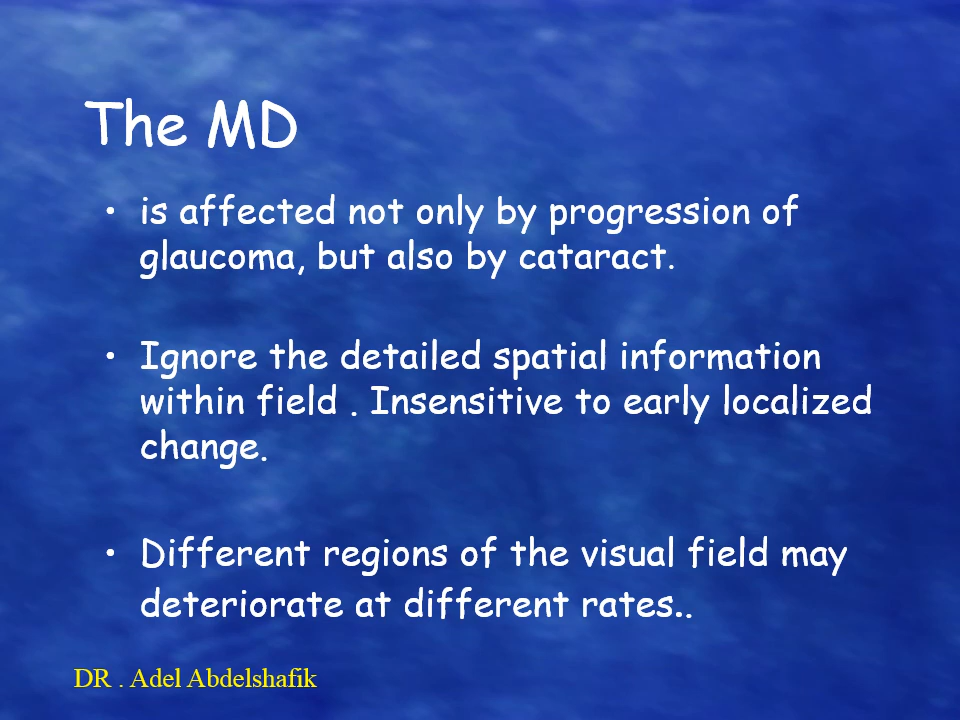 The MD
• is affected not only by progression of
glaucoma, but also by cataract.
• Ignore the detailed spatial information
within field . Insensitive to early localized
change.
• Different regions of the visual field may
deteriorate at different rates..
DR . Adel Abdelshafik